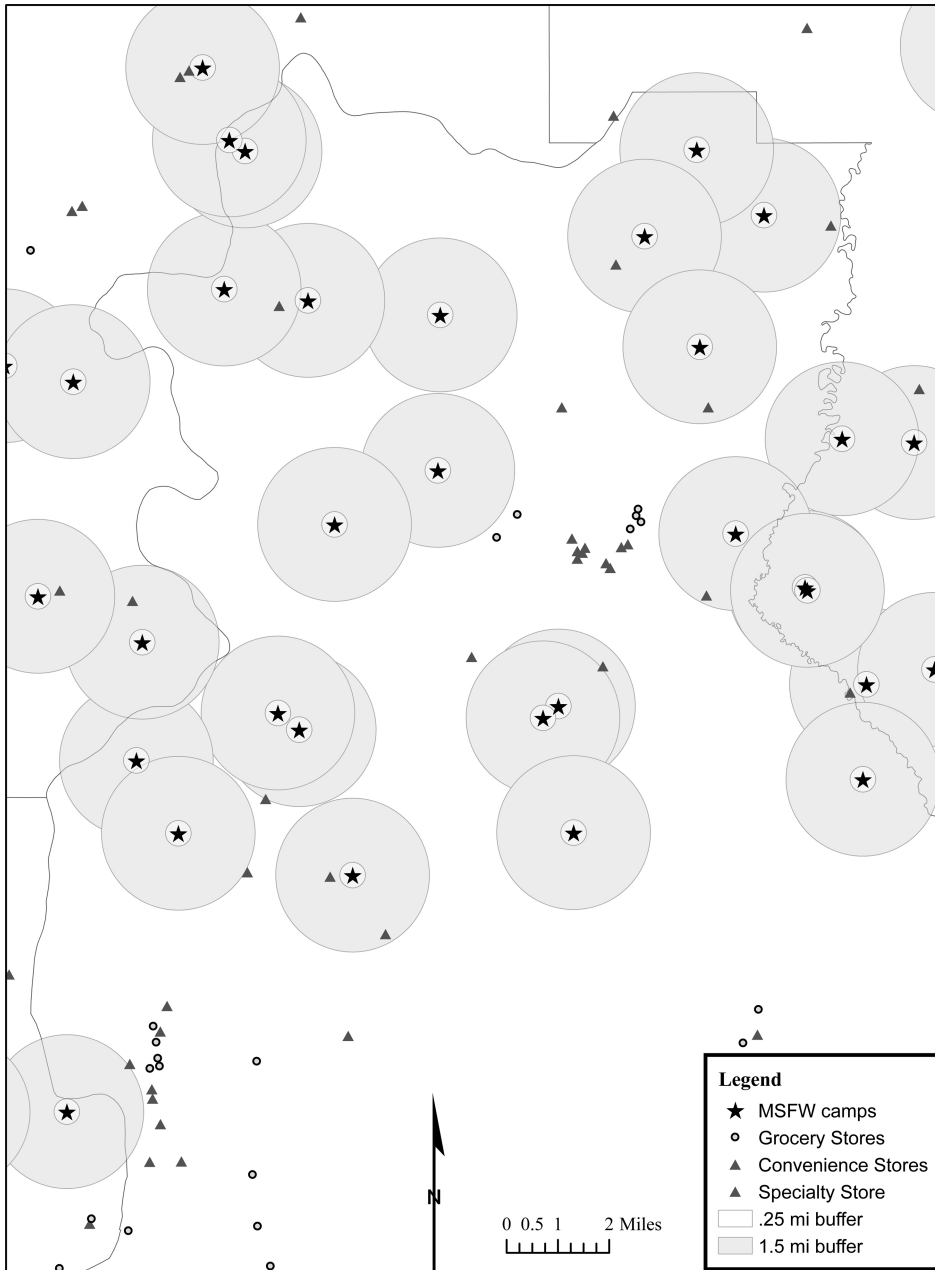 N
0 0.5 1 2 Miles
Legend
MSFW camps
Grocery Stores
Convenience Stores
Specialty Store
.25 mi buffer
1.5 mi buffer